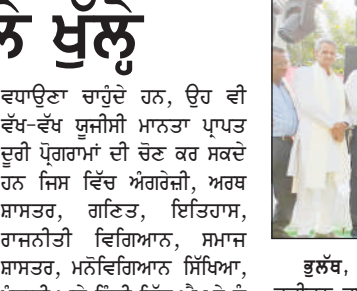 ਲੇ ਖੁੱਲ੍ਹੇ
ਵਧਾਉਣਾ ਚਾਹੁੰਦੇ ਹਨ, ਉਹ ਵੀ
ਵੱਖ-ਵੱਖ ਯੂਜੀਸੀ ਮਾਨਤਾ ਪ੍ਰਾਪਤ
ਦੂਰੀ ਪ੍ਰੋਗਰਾਮਾਂ ਦੀ ਚੋਣ ਕਰ ਸਕਦੇ
ਹਨ ਜਿਸ ਵਿੱਚ ਅੰਗਰੇਜ਼ੀ, ਅਰਥ
ਸ਼ਾਸਤਰ, ਗਣਿਤ, ਇਤਿਹਾਸ,
ਰਾਜਨੀਤੀ ਵਿਗਿਆਨ, ਸਮਾਜ
ਸ਼ਾਸਤਰ, ਮਨੋਵਿਗਿਆਨ ਸਿੱਖਿਆ,
ਭੁਲੱਥ,